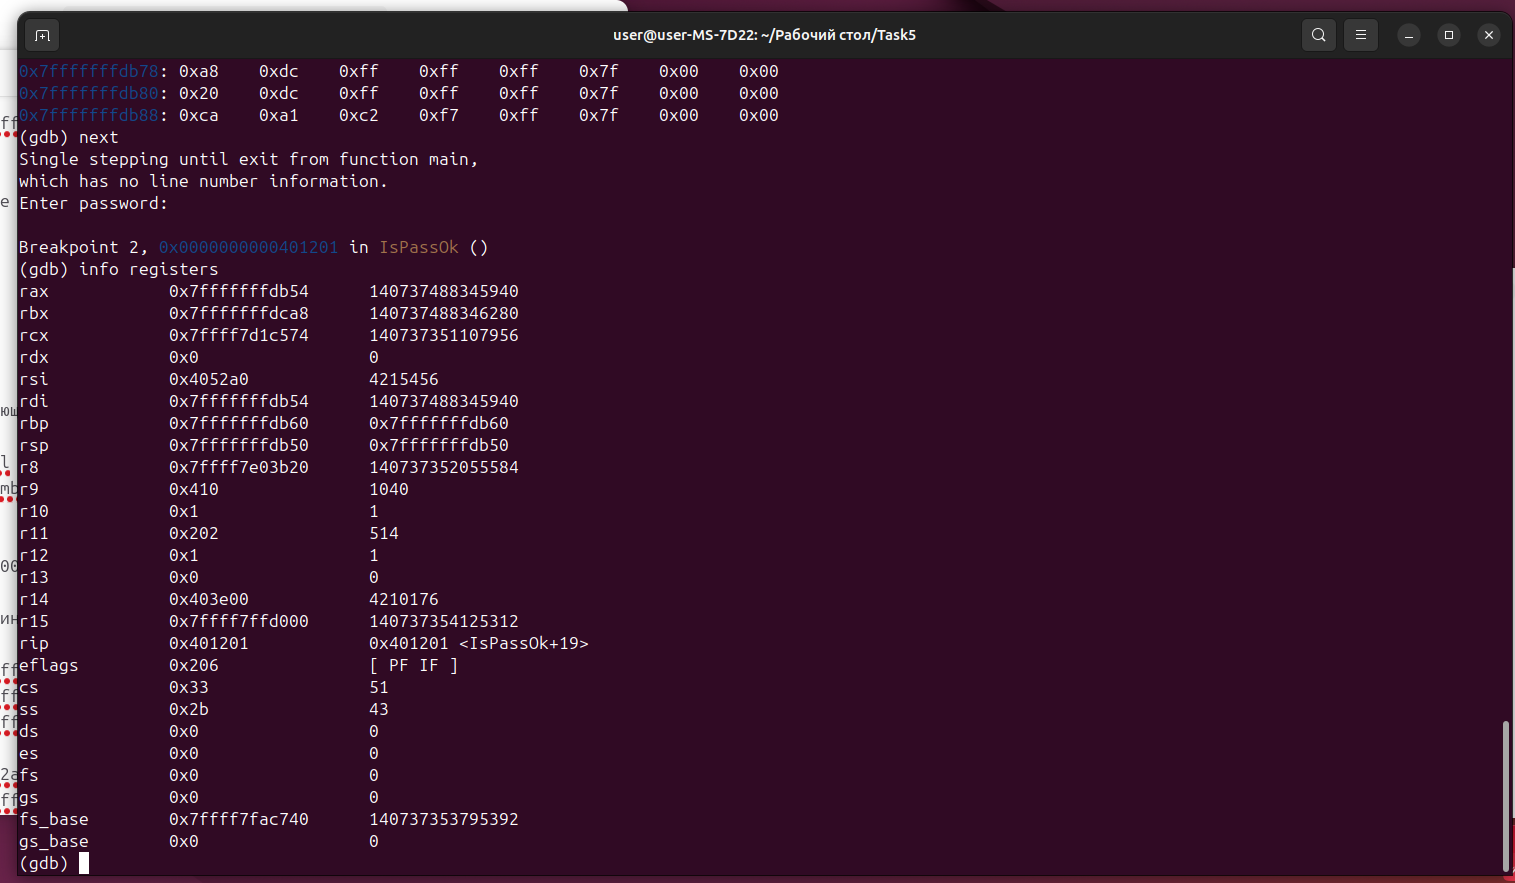 user@user-MS-7D22: ~/Рабочий стол/Task5
0x7fffffffdb78: 0xa8 0xdc 0xff 0xff 0xff 0x7f 0x00 0x00
0x7fffffffdb80: 0x20 0xdc 0xff 0xff 0xff 0x7f 0x00 0x00
0x7fffffffdb88: 0xca 0xa1 0xc2 0xf7 0xff 0x7f 0x00 0x00
(gdb) next
Single stepping until exit from function main,
which has no line number information.
Enter password:
Breakpoint 2, 0x0000000000401201 in IsPassOk ()
(gdb) info registers
rax 0x7fffffffdb54 140737488345940
rbx 0x7fffffffdca8 140737488346280
rcx 0x7ffff7d1c574 140737351107956
rdx 0x0 0
rsi 0x4052a0 4215456
rdi 0x7fffffffdb54 140737488345940
rbp 0x7fffffffdb60 0x7fffffffdb60
rsp 0x7fffffffdb50 0x7fffffffdb50
r8 0x7ffff7e03b20 140737352055584
r9 0x410 1040
r10 0x1 1
r11 0x202 514
r12 0x1 1
r13 0x0 0
r14 0x403e00 4210176
r15 0x7ffff7ffd000 140737354125312
rip 0x401201 0x401201 <IsPassOk+19>
eflags 0x206 [ PF IF ]
cs 0x33 51
ss 0x2b 43
ds 0x0 0
es 0x0 0
fs 0x0 0
gs 0x0 0
fs_base 0x7ffff7fac740 140737353795392
gs_base 0x0 0
(gdb)